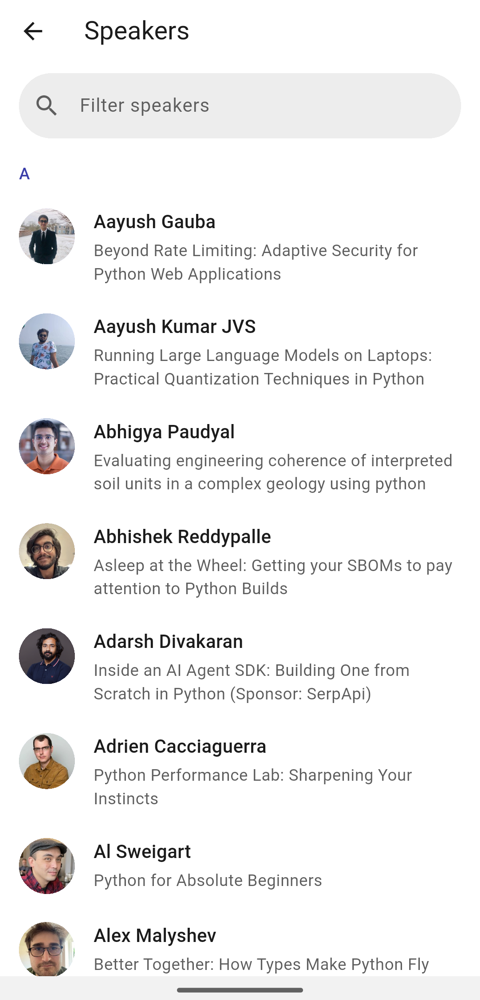 Speakers
Filter speakers
A
Aayush Gauba
Beyond Rate Limiting: Adaptive Security for
Python Web Applications
Aayush Kumar JVS
Running Large Language Models on Laptops:
Practical Quantization Techniques in Python
Abhigya Paudyal
Evaluating engineering coherence of interpreted
soil units in a complex geology using python
Abhishek Reddypalle
Asleep at the Wheel: Getting your SBOMs to pay
attention to Python Builds
Adarsh Divakaran
Inside an AI Agent SDK: Building One from
Scratch in Python (Sponsor: SerpApi)
Adrien Cacciaguerra
Python Performance Lab: Sharpening Your
Instincts
Al Sweigart
Python for Absolute Beginners
Alex Malyshev
Better Together: How Types Make Python Fly